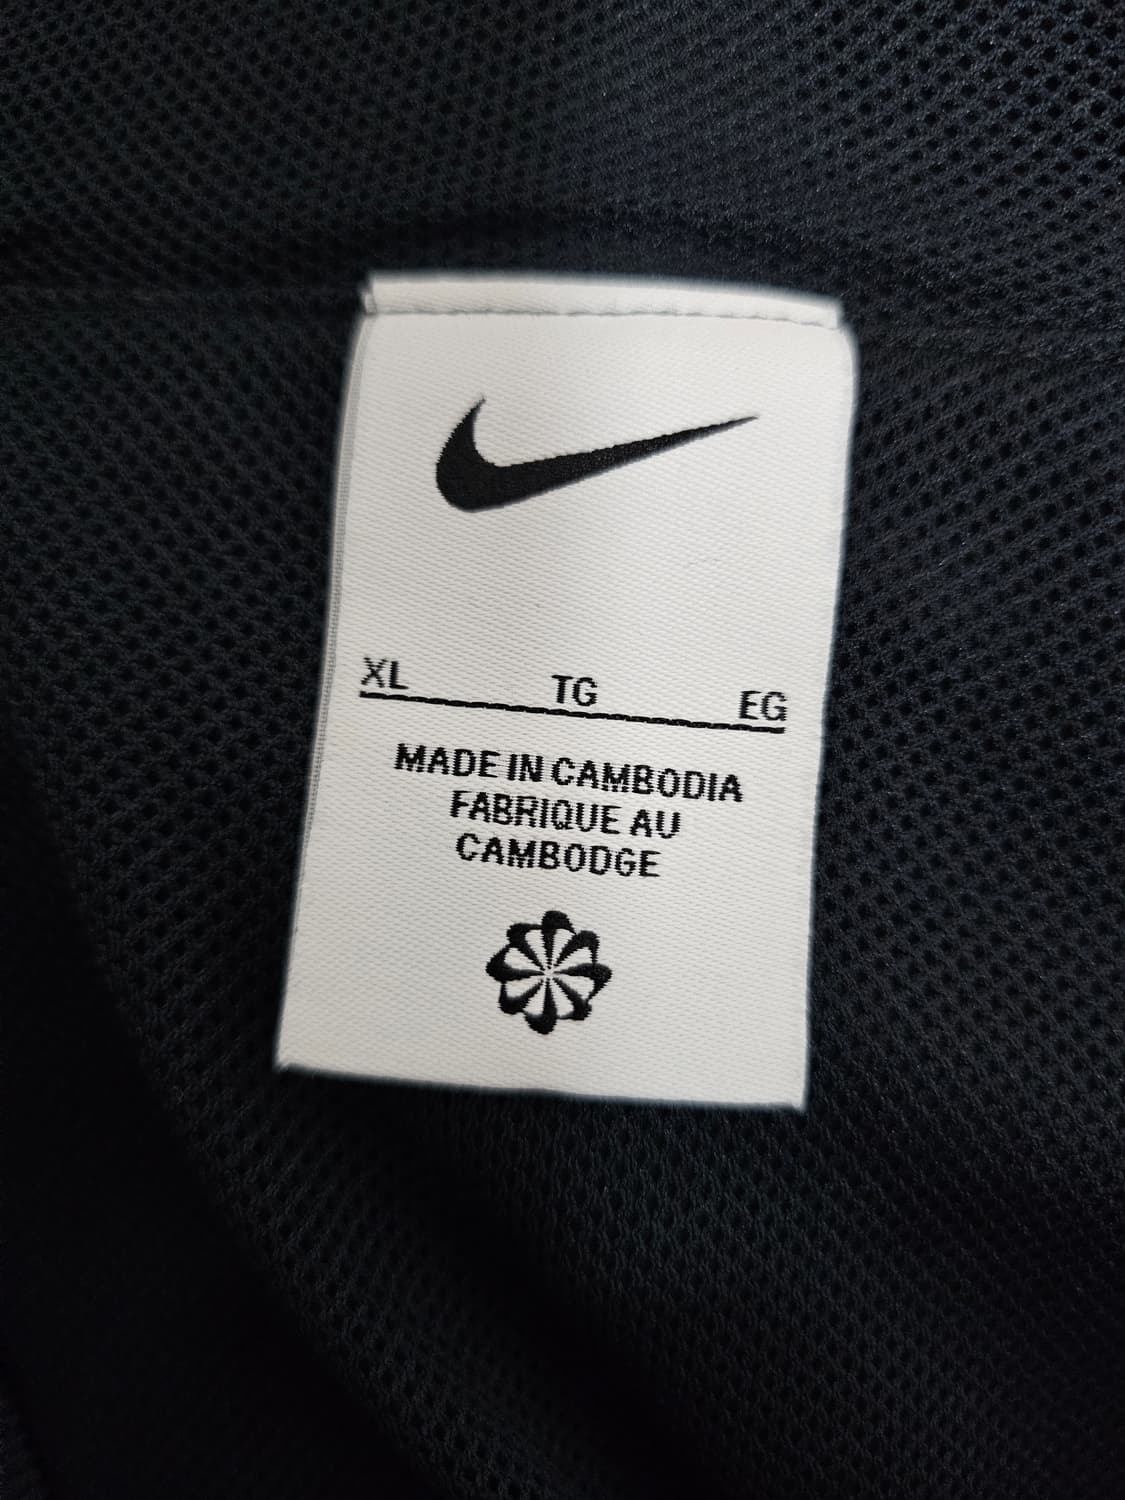 XL TG EG
MADE IN CAMBODIA
FABRIQUE AU
CAMBODGE